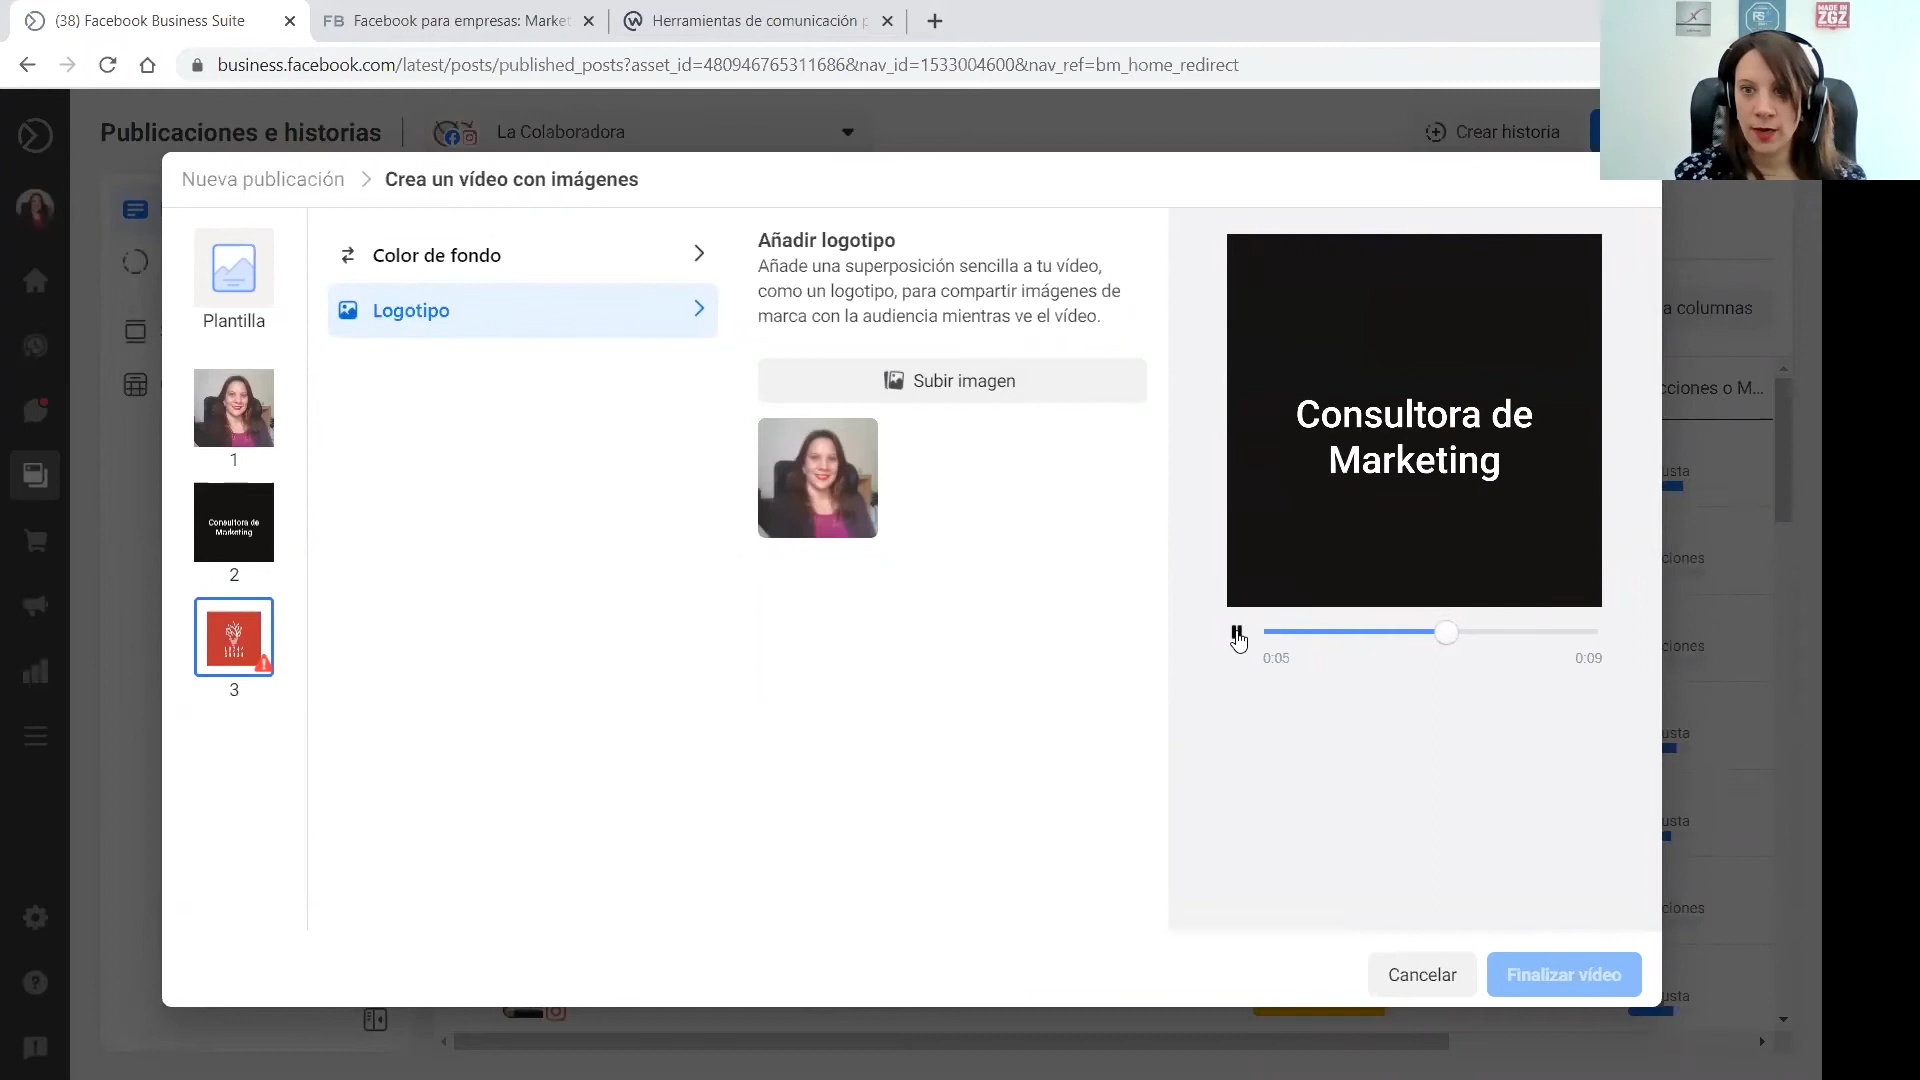 (38) Facebook Business Suite
FB Facebook para empresas: Market
Herramientas de comunicación p
business.facebook.com/latest/posts/published_posts?asset_id=480946765311686&nav_id=1533004600&nav_ref=bm_home_redirect
MADE IN
ZGZ
Publicaciones e historias
La Colaboradora
Crear historia
Nueva publicación > Crea un vídeo con imágenes
Plantilla
1
Consultora de
Marketing
2
3
Color de fondo
Logotipo
Añadir logotipo
Añade una superposición sencilla a tu vídeo,
como un logotipo, para compartir imágenes de
marca con la audiencia mientras ve el vídeo.
Subir imagen
Consultora de
Marketing
0:05
0:09
a columnas
cciones o M...
usta
ciones
ciones
usta
usta
ciones
usta
Cancelar
Finalizar vídeo